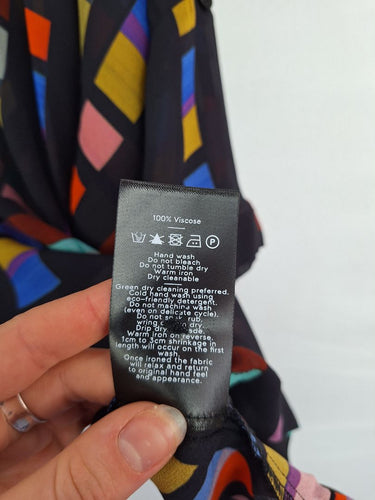 100% Viscose
P
Hand wash
Do not bleach
Do not tumble dry
Warm iron
Dry cleanable
Green dry cleaning preferred.
Cold hand wash using
eco-friendly detergent.
Do not machine wash
(even on delicate cycle).
Do not rub,
wring dry.
Drip dry
Warm iron on reverse.
1cm to 3cm shrinkage in
length will occur on the first
wash.
Once ironed the fabric
will relax and return
to original hand feel
and appearance.